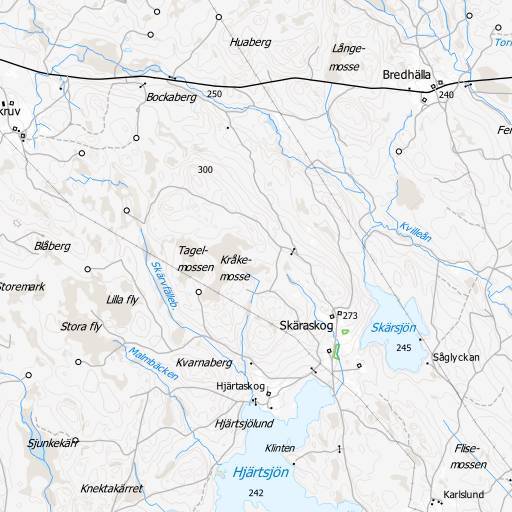 Huaberg
Långe-
mosse
Torn
Bredhälla
Bockaberg
250
240
kruv
Fer
300
Kvilleån
Blåberg
Tagel-
mossen
Kråke-
mosse
Skärvfälleb.
Storemark
Lilla fly
273
Skäraskog
Skärsjön
Stora fly
245
Malmbäcken
Kvarnaberg
Såglyckan
Hjärtaskog
Hjärtsjölund
Sjunkekärr
Klinten
Flise-
mossen
Hjärtsjön
Knektakärret
242
Karlslund